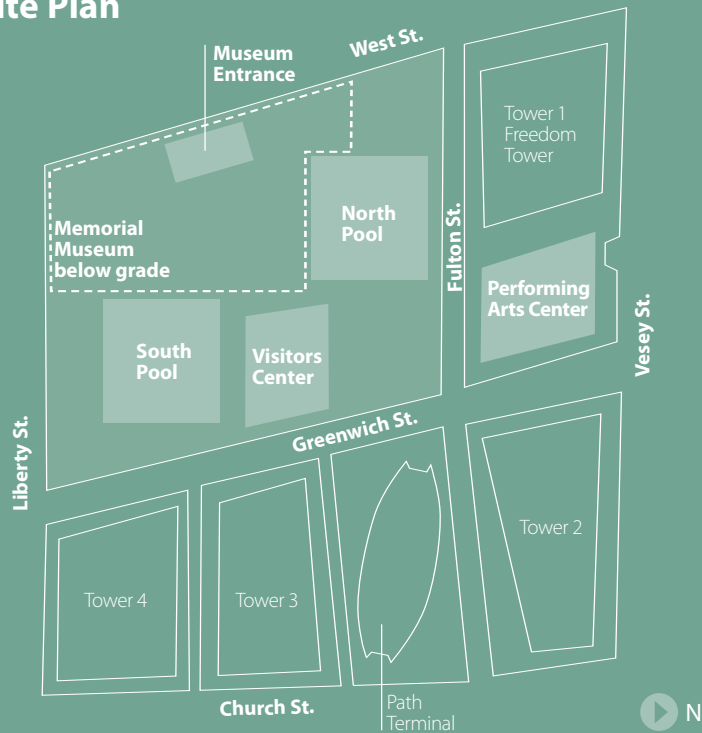 ite Plan
West St.
Museum
Entrance
Tower 1
Freedom
Tower
North
Pool
Fulton St.
Memorial
Museum
below grade
Performing
Arts Center
Vesey St.
South
Pool
Visitors
Center
Greenwich St.
Liberty St.
Tower 2
Tower 4
Tower 3
Church St.
Path
Terminal
N